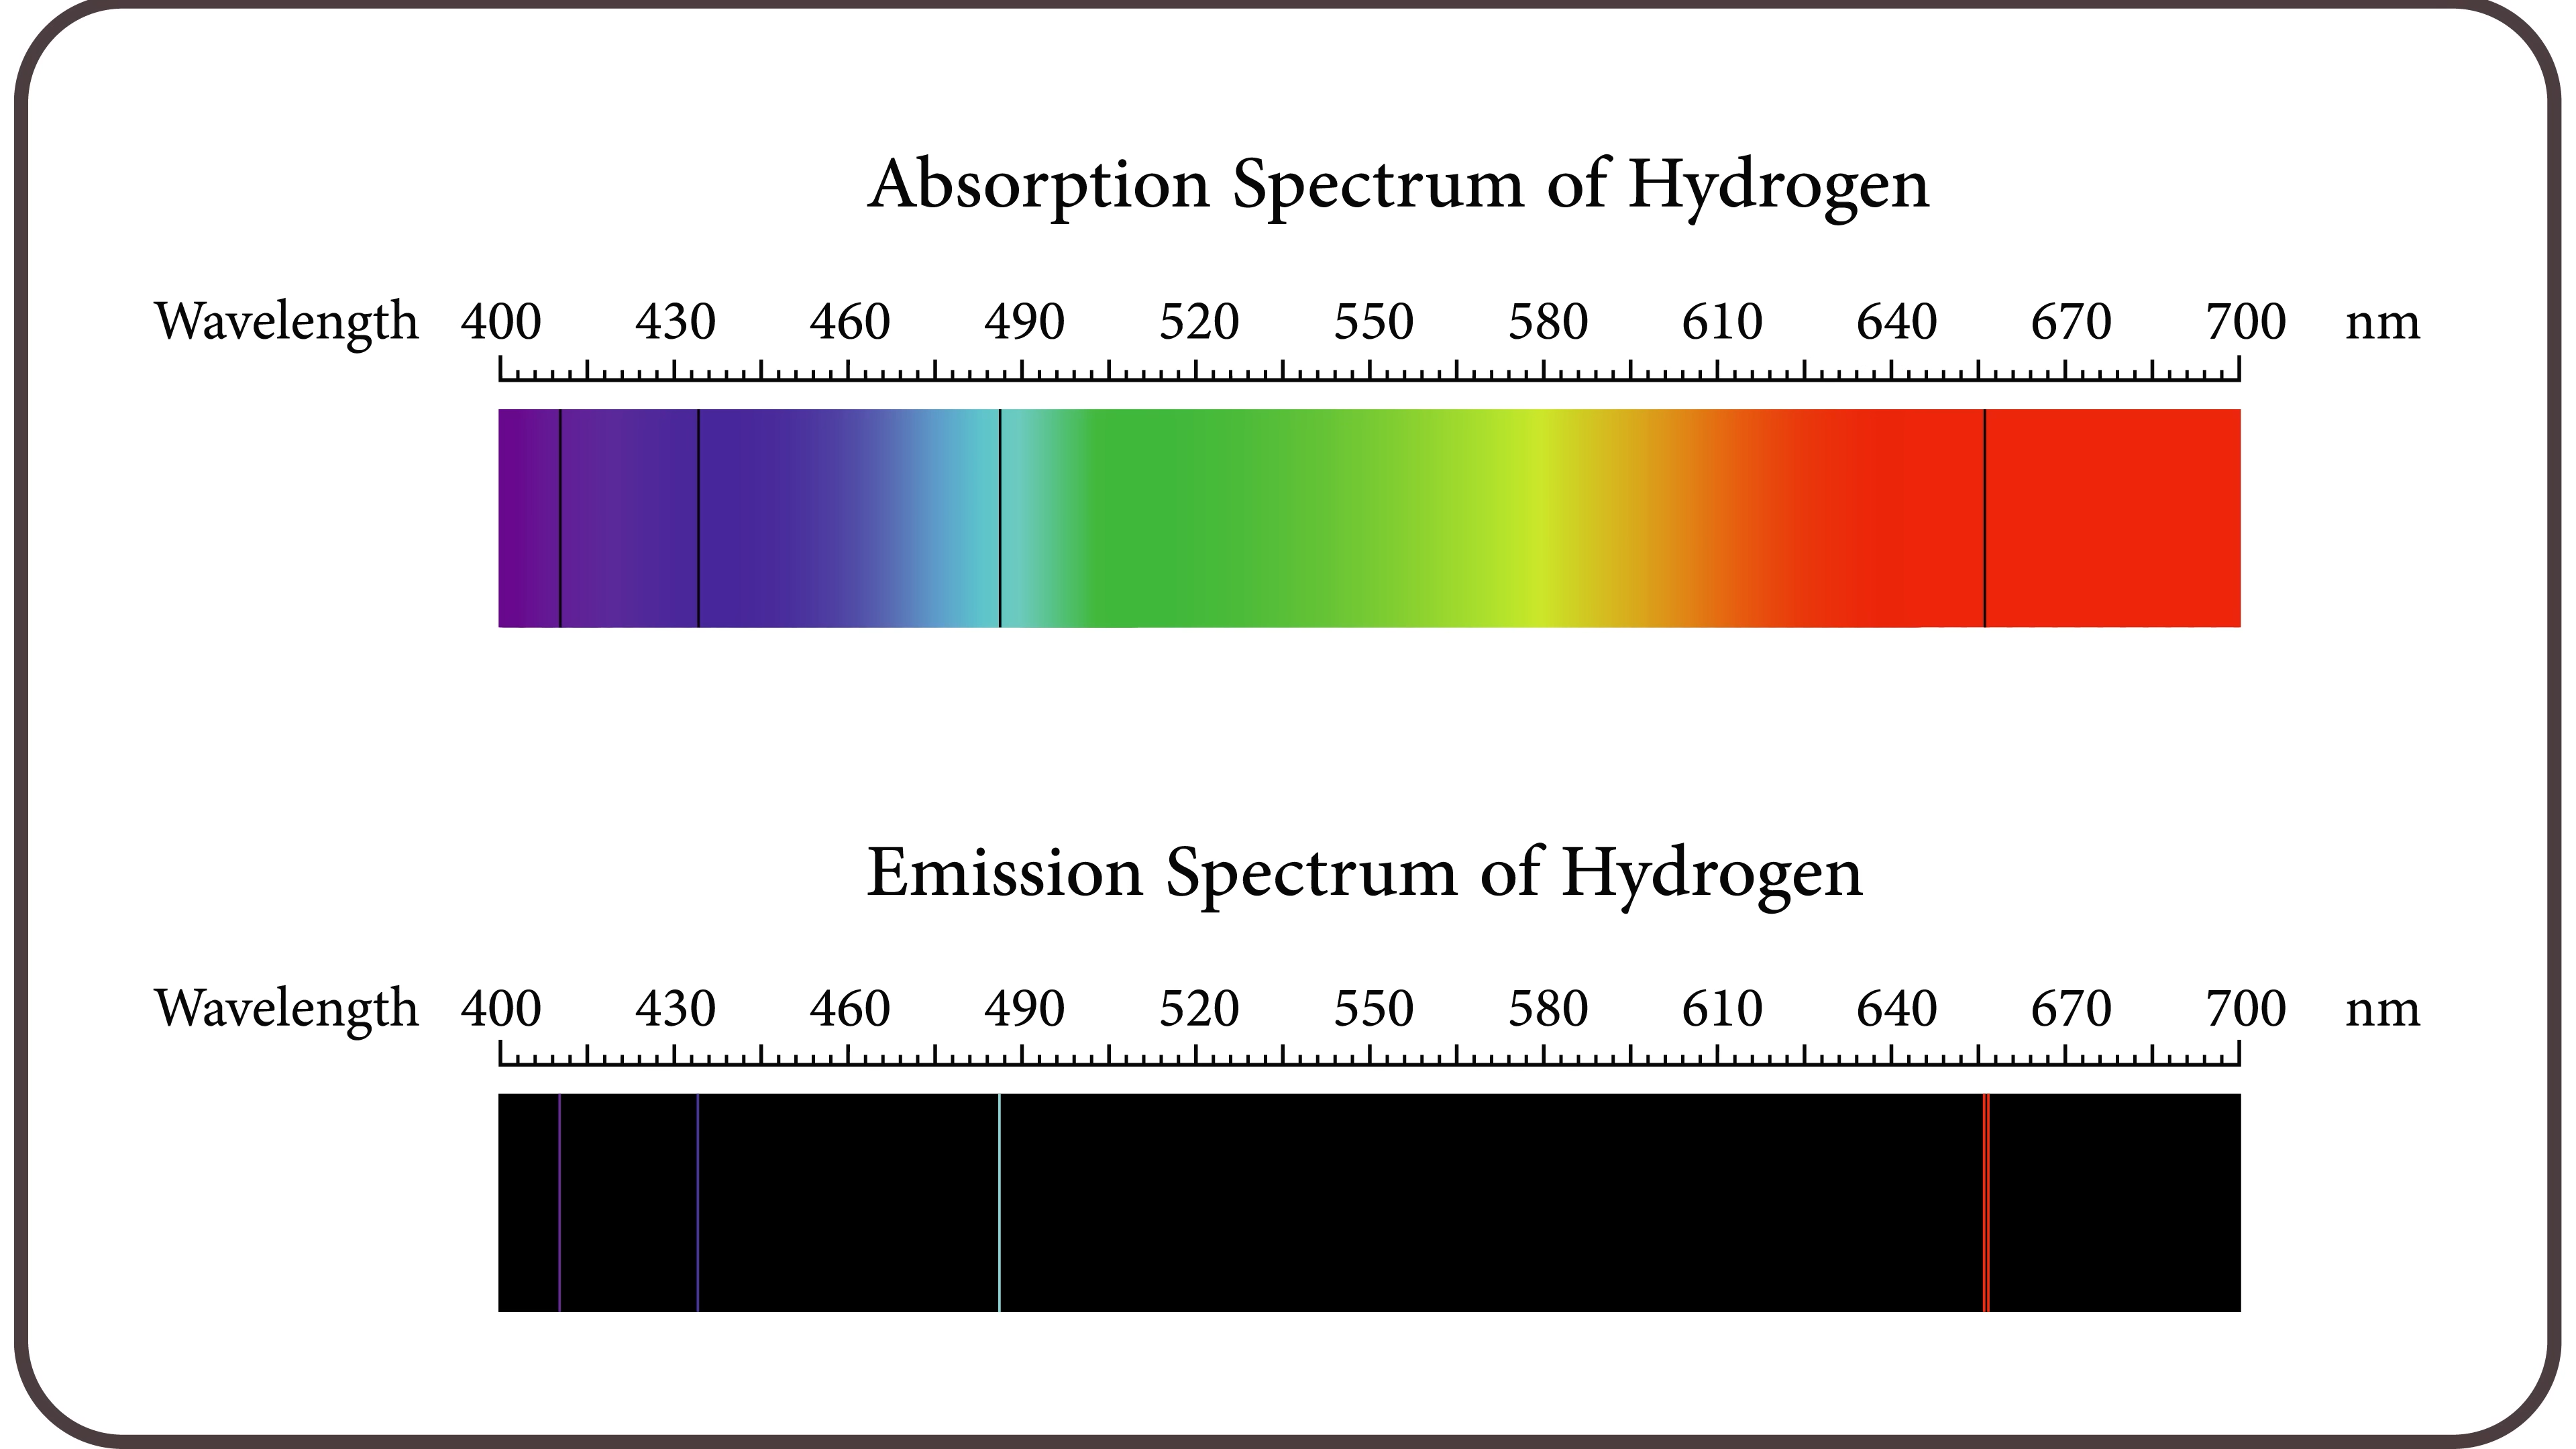 Absorption Spectrum of Hydrogen
Wavelength 400 430 460 490 520 550 580 610 640 670 700 nm
Emission Spectrum of Hydrogen
Wavelength 400 430 460 490 520 550 580 610 640 670 700 nm